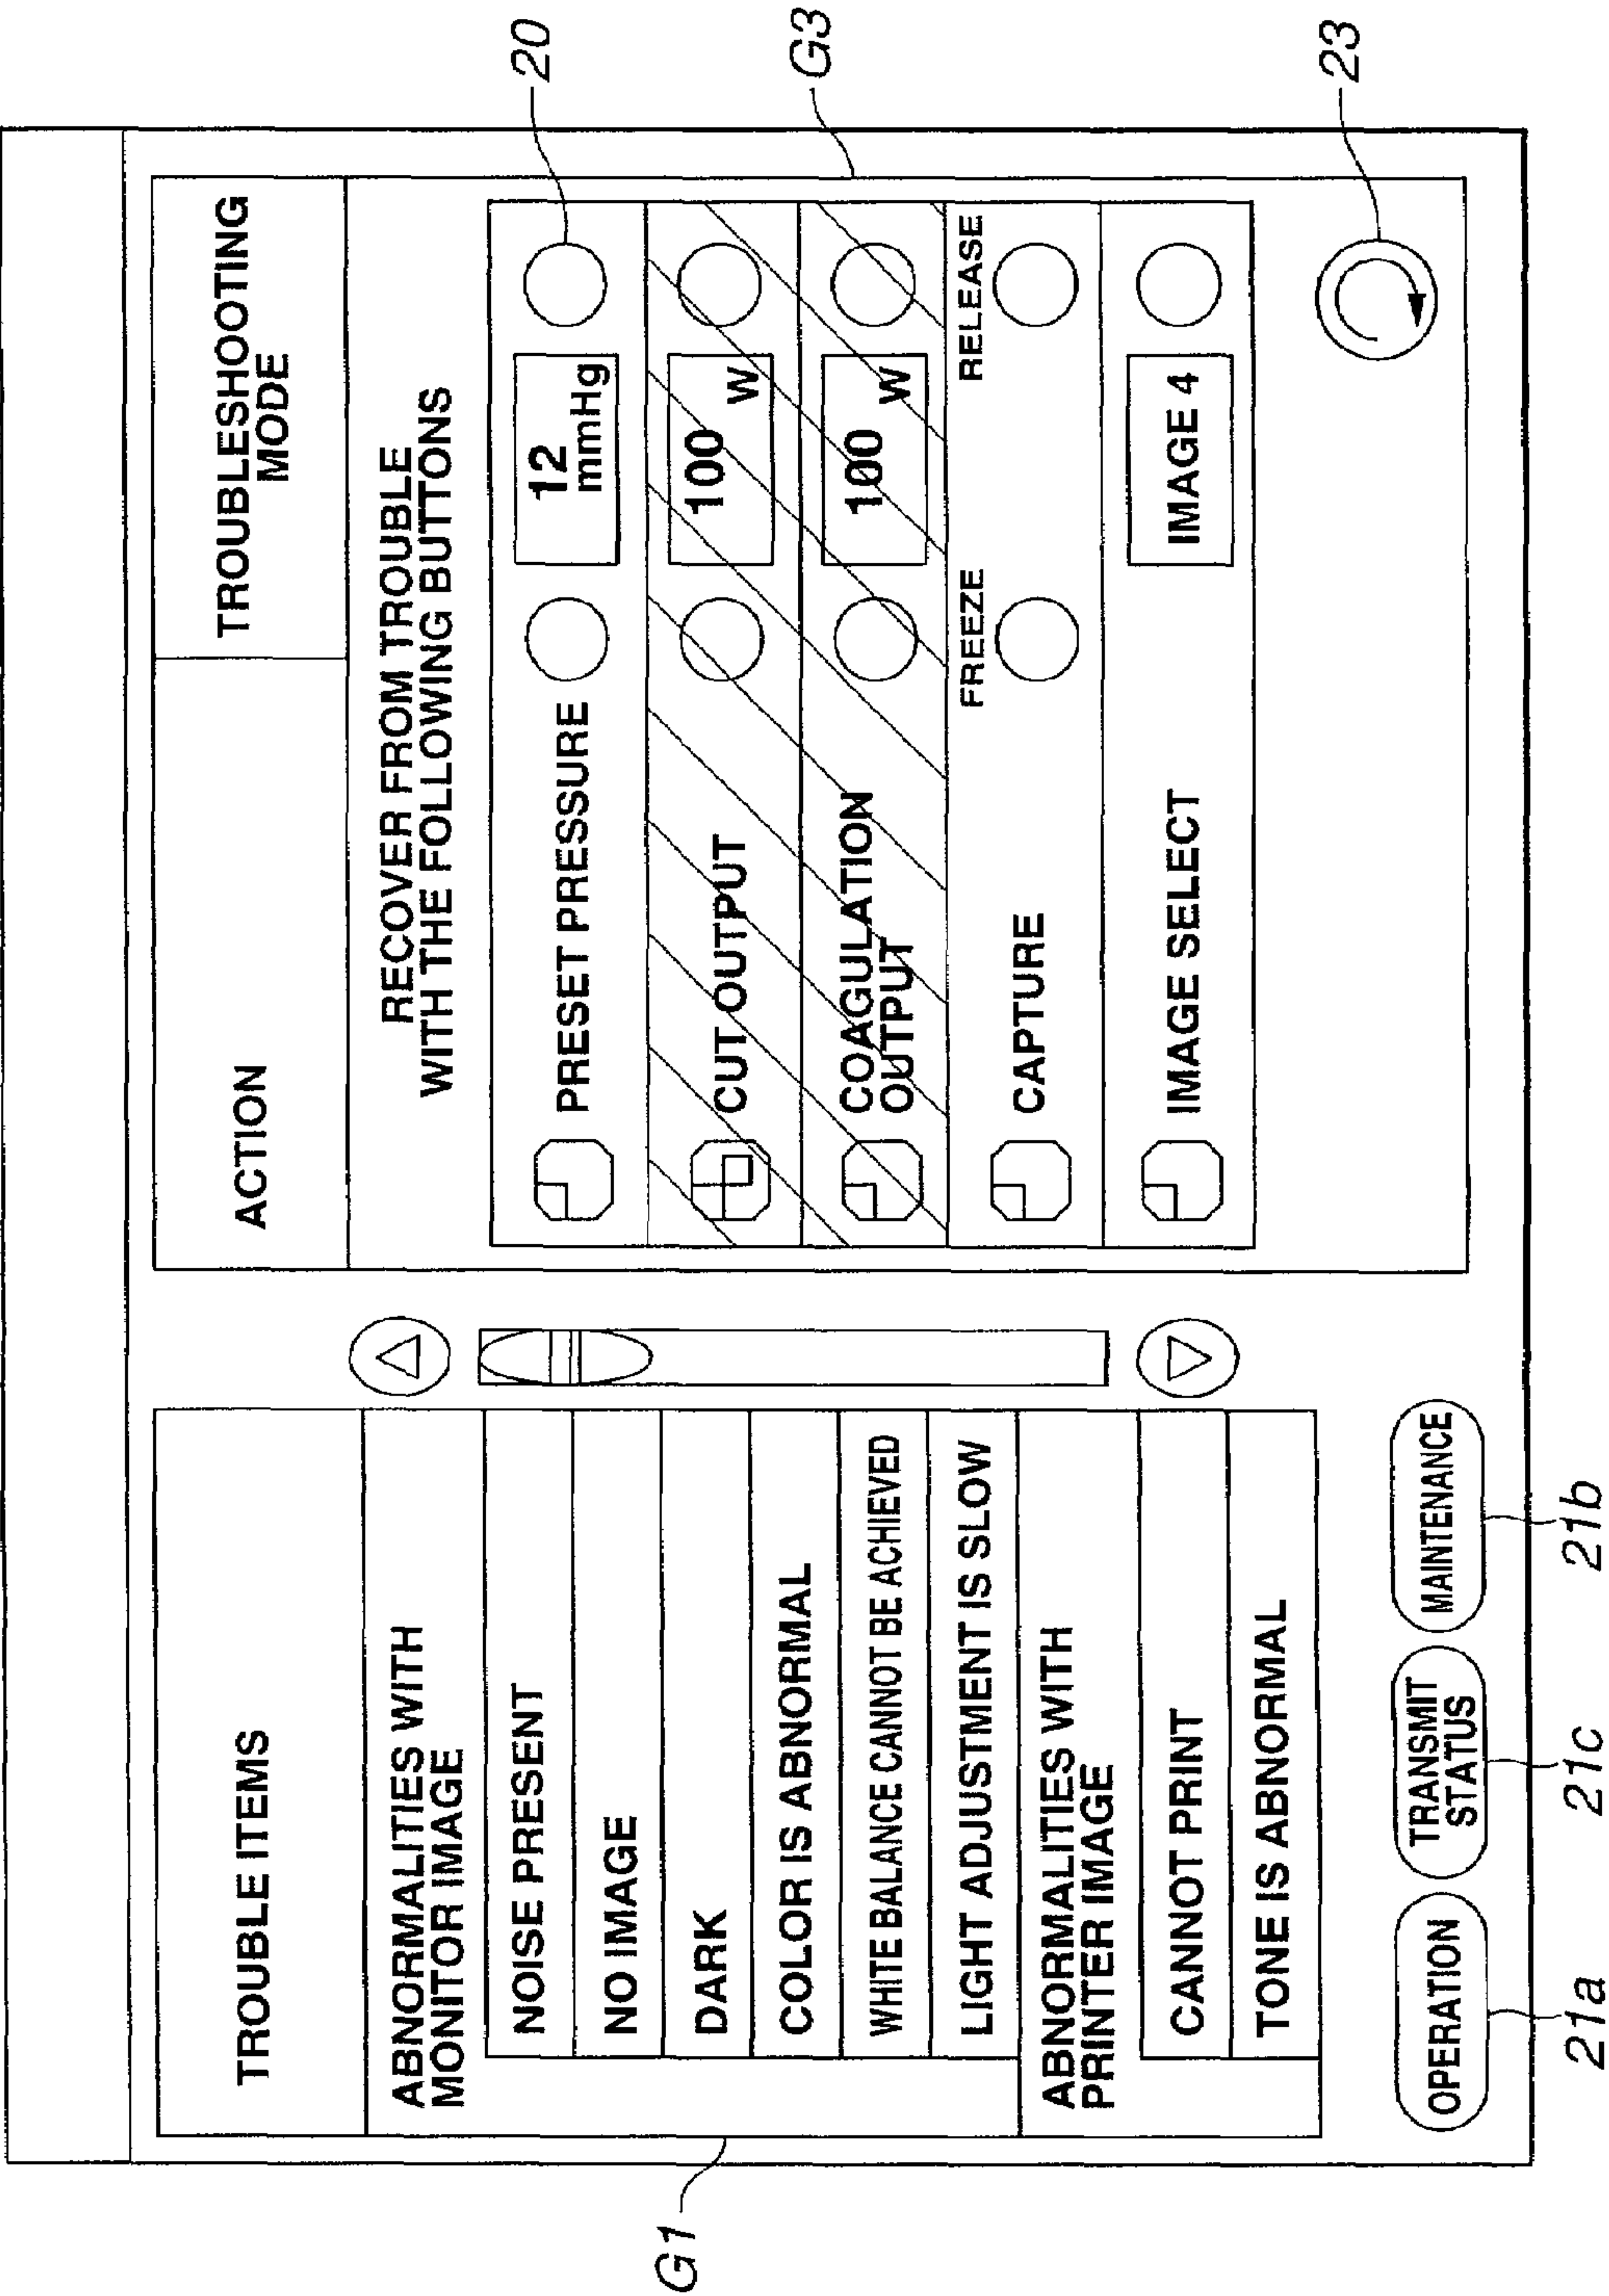 TROUBLE ITEMS
ABNORMALITIES WITH
MONITOR IMAGE
NOISE PRESENT
NO IMAGE
DARK
COLOR IS ABNORMAL
WHITE BALANCE CANNOT BE ACHIEVED
LIGHT ADJUSTMENT IS SLOW
ABNORMALITIES WITH
PRINTER IMAGE
CANNOT PRINT
TONE IS ABNORMAL
G1
OPERATION
TRANSMIT
STATUS
MAINTENANCE
21a
21c
21b
ACTION
TROUBLESHOOTING
MODE
RECOVER FROM TROUBLE
WITH THE FOLLOWING BUTTONS
PRESET PRESSURE
12
mmHg
20
CUT OUTPUT
100
W
COAGULATION
OUTPUT
100
W
G3
CAPTURE
FREEZE
RELEASE
IMAGE SELECT
IMAGE 4
23